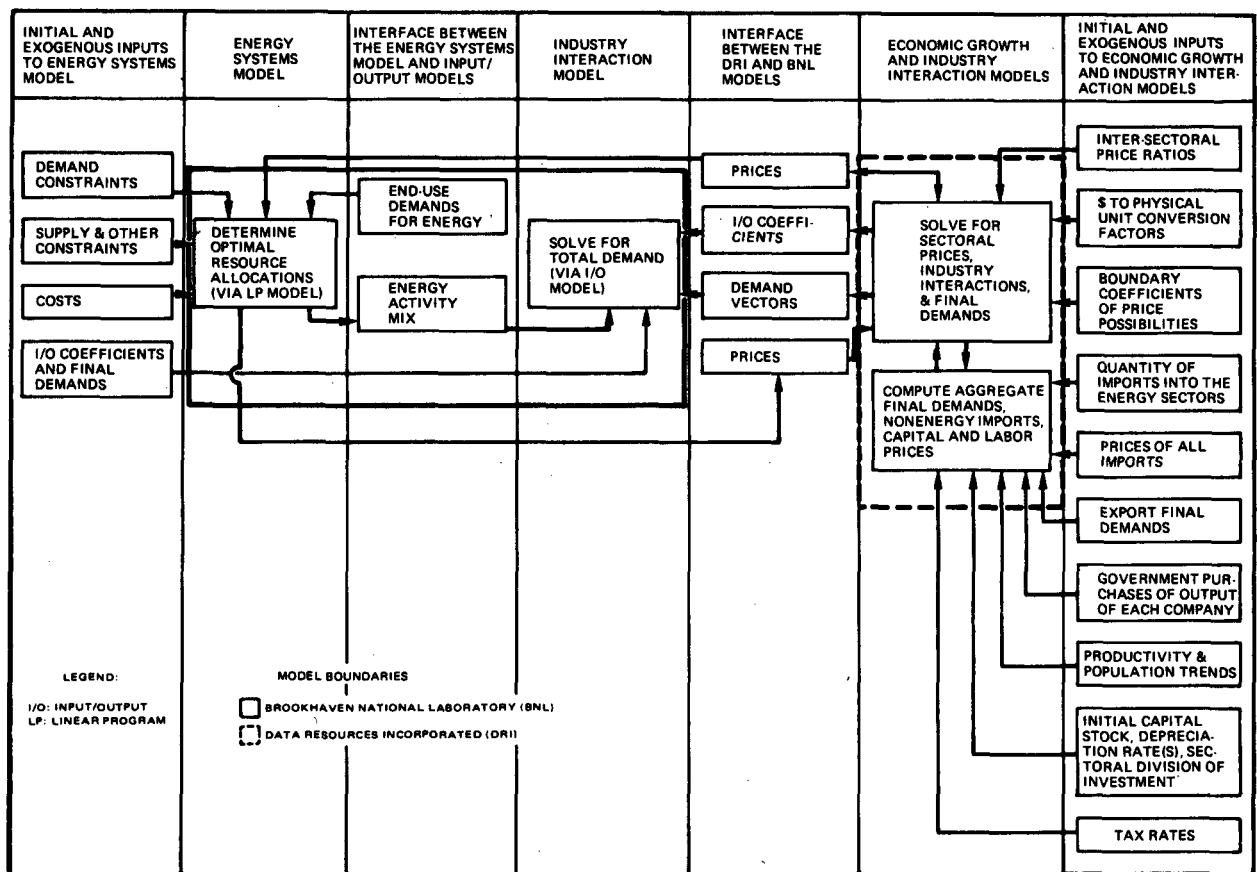 INITIAL AND
EXOGENOUS INPUTS
TO ENERGY SYSTEMS
MODEL
ENERGY
SYSTEMS
MODEL
INTERFACE BETWEEN
THE ENERGY SYSTEMS
MODEL AND INPUT/
OUTPUT MODELS
INDUSTRY
INTERACTION
MODEL
INTERFACE
BETWEEN THE
DRI AND BNL
MODELS
ECONOMIC GROWTH
AND INDUSTRY
INTERACTION MODELS
INITIAL AND
EXOGENOUS INPUTS
TO ECONOMIC GROWTH
AND INDUSTRY INTER-
ACTION MODELS
DEMAND
CONSTRAINTS
SUPPLY & OTHER
CONSTRAINTS
COSTS
I/O COEFFICIENTS
AND FINAL
DEMANDS
DETERMINE
OPTIMAL
RESOURCE
ALLOCATIONS
(VIA LP MODEL)
END-USE
DEMANDS
FOR ENERGY
ENERGY
ACTIVITY
MIX
SOLVE FOR
TOTAL DEMAND
(VIA I/O
MODEL)
PRICES
I/O COEFFI-
CIENTS
DEMAND
VECTORS
PRICES
SOLVE FOR
SECTORAL
PRICES,
INDUSTRY
INTERACTIONS,
& FINAL
DEMANDS
COMPUTE AGGREGATE
FINAL DEMANDS,
NONENERGY IMPORTS,
CAPITAL AND LABOR
PRICES
INTER-SECTORAL
PRICE RATIOS
$ TO PHYSICAL
UNIT CONVERSION
FACTORS
BOUNDARY
COEFFICIENTS
OF PRICE
POSSIBILITIES
QUANTITY OF
IMPORTS INTO THE
ENERGY SECTORS
PRICES OF ALL
IMPORTS
EXPORT FINAL
DEMANDS
GOVERNMENT PUR-
CHASES OF OUTPUT
OF EACH COMPANY
PRODUCTIVITY &
POPULATION TRENDS
INITIAL CAPITAL
STOCK, DEPRECIA-
TION RATE(S), SEC-
TORAL DIVISION OF
INVESTMENT
TAX RATES
LEGEND:
I/O: INPUT/OUTPUT
LP: LINEAR PROGRAM
MODEL BOUNDARIES
BROOKHAVEN NATIONAL LABORATORY (BNL)
DATA RESOURCES INCORPORATED (DRI)